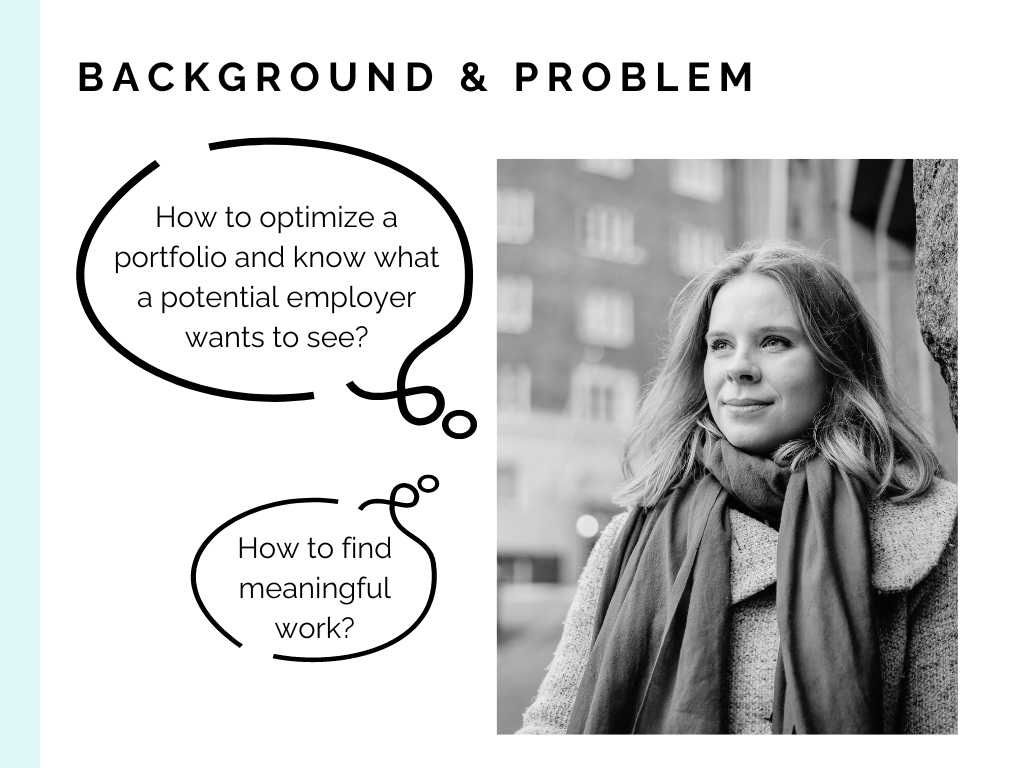 BACKGROUND & PROBLEM
How to optimize a
portfolio and know what
a potential employer
wants to see?
How to find
meaningful
work?